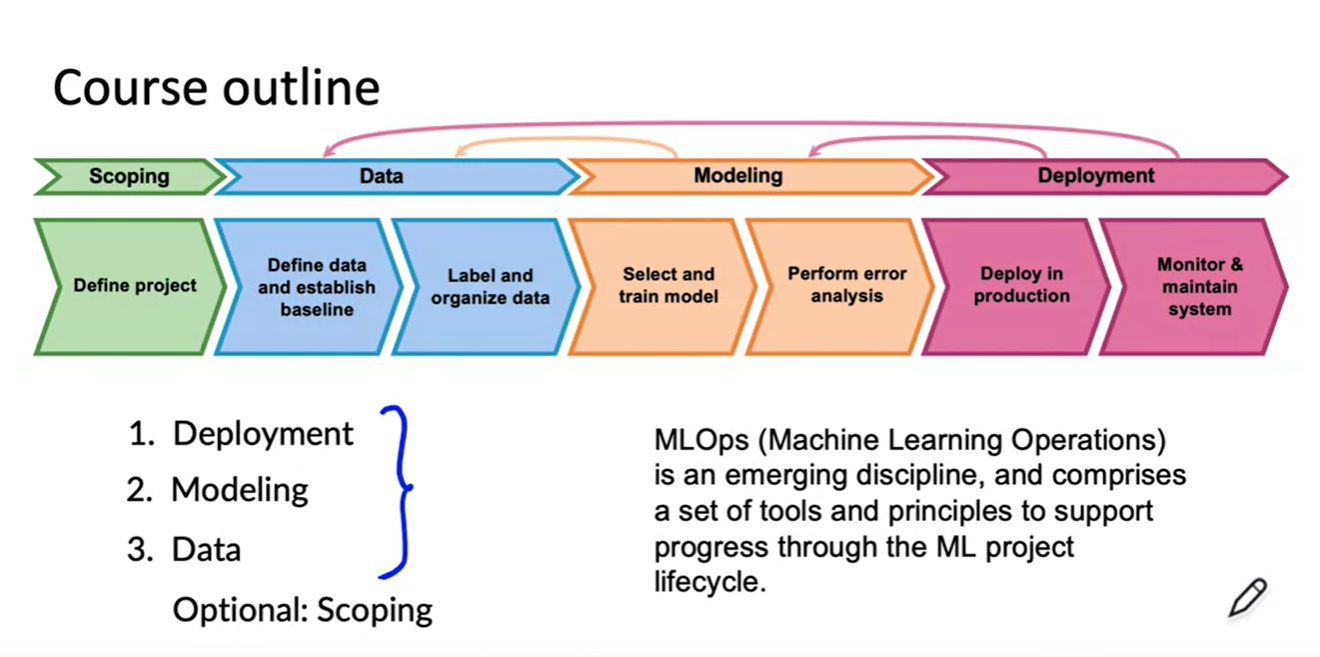 Course outline
Scoping
Data
Modeling
Deployment
Define project
Define data
and establish
baseline
Label and
organize data
Select and
train model
Perform error
analysis
Deploy in
production
Monitor &
maintain
system
1. Deployment
2. Modeling
3. Data
Optional: Scoping
MLOps (Machine Learning Operations)
is an emerging discipline, and comprises
a set of tools and principles to support
progress through the ML project
lifecycle.